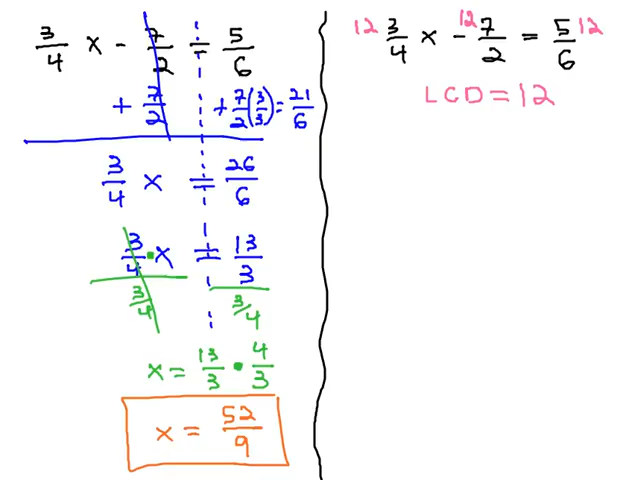 3/4 x - 7/2 = 5/6
+ 7/2 + 7/2 (3/3) = 21/6
3/4 x = 26/6
3/4 · x = 13/3
3/4 3/4
x = 13/3 · 4/3
x = 52/9
12 3/4 x - 12 7/2 = 5/6 12
LCD = 12